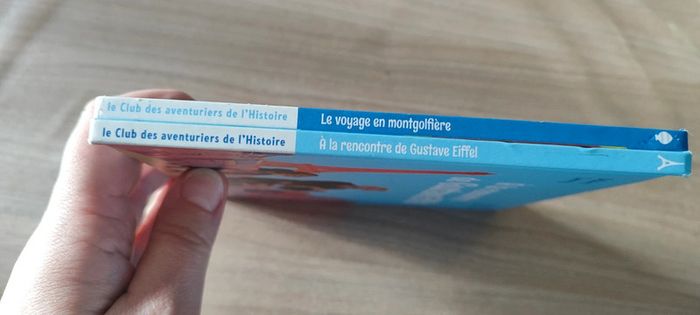 le Club des aventuriers de l'Histoire Le voyage en montgolfière
le Club des aventuriers de l'Histoire À la rencontre de Gustave Eiffel